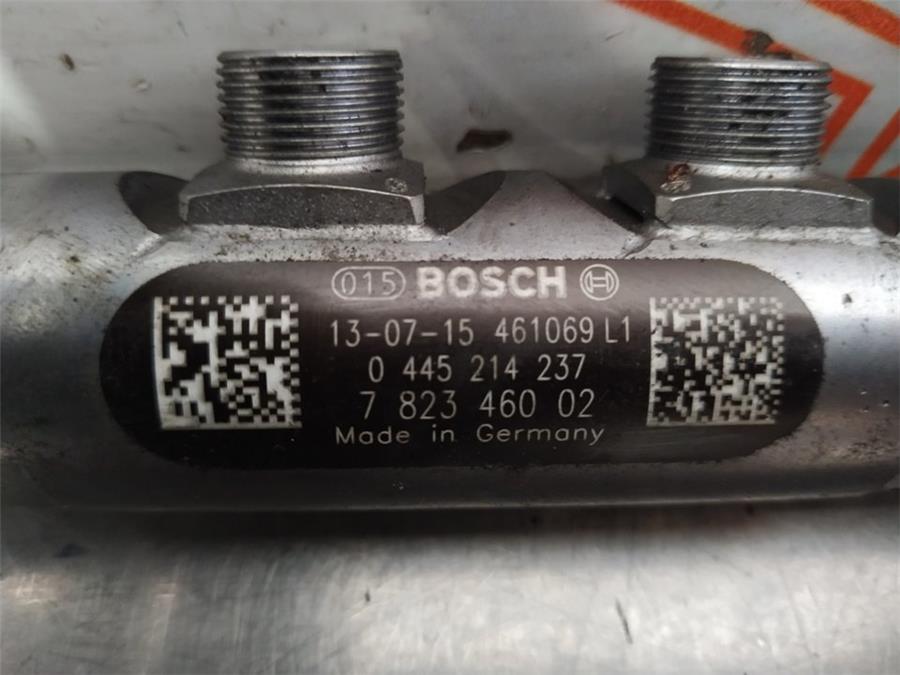 015 BOSCH
13-07-15 461069 L1
0 445 214 237
7 823 460 02
Made in Germany